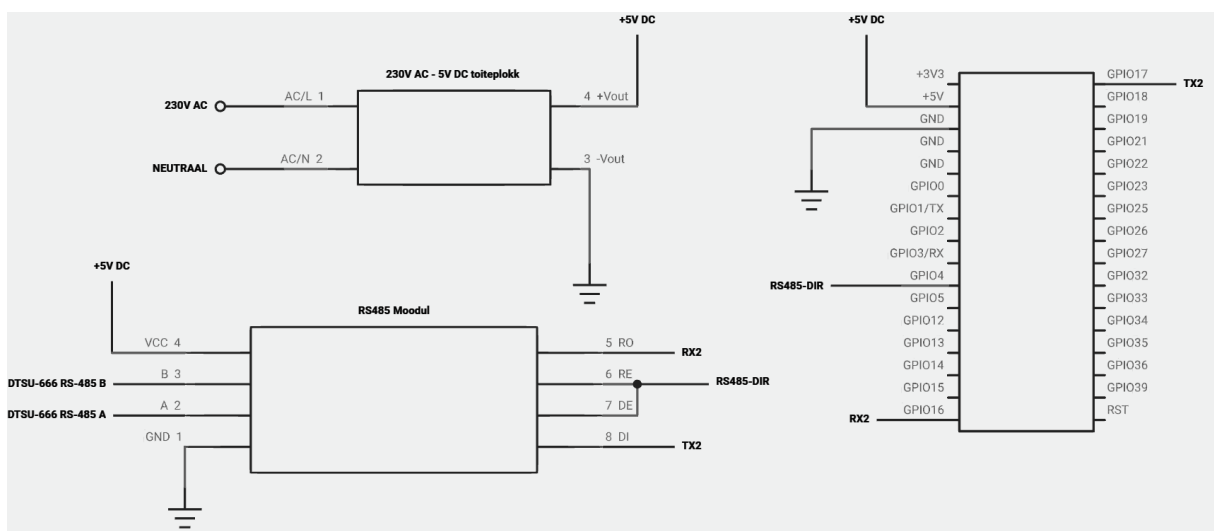 +5V DC
230V AC - 5V DC toiteplokk
230V AC
AC/L 1
4 +Vout
NEUTRAAL
AC/N 2
3 -Vout
+5V DC
RS485 Moodul
VCC 4
5 RO
RX2
DTSU-666 RS-485 B
B 3
6 RE
RS485-DIR
DTSU-666 RS-485 A
A 2
7 DE
GND 1
8 DI
TX2
+5V DC
+3V3
GPIO17
TX2
+5V
GPIO18
GND
GPIO19
GND
GPIO21
GND
GPIO22
GPIO0
GPIO23
GPIO1/TX
GPIO25
GPIO2
GPIO26
GPIO3/RX
GPIO27
RS485-DIR
GPIO4
GPIO32
GPIO5
GPIO33
GPIO12
GPIO34
GPIO13
GPIO35
GPIO14
GPIO36
GPIO15
GPIO39
RX2
GPIO16
RST